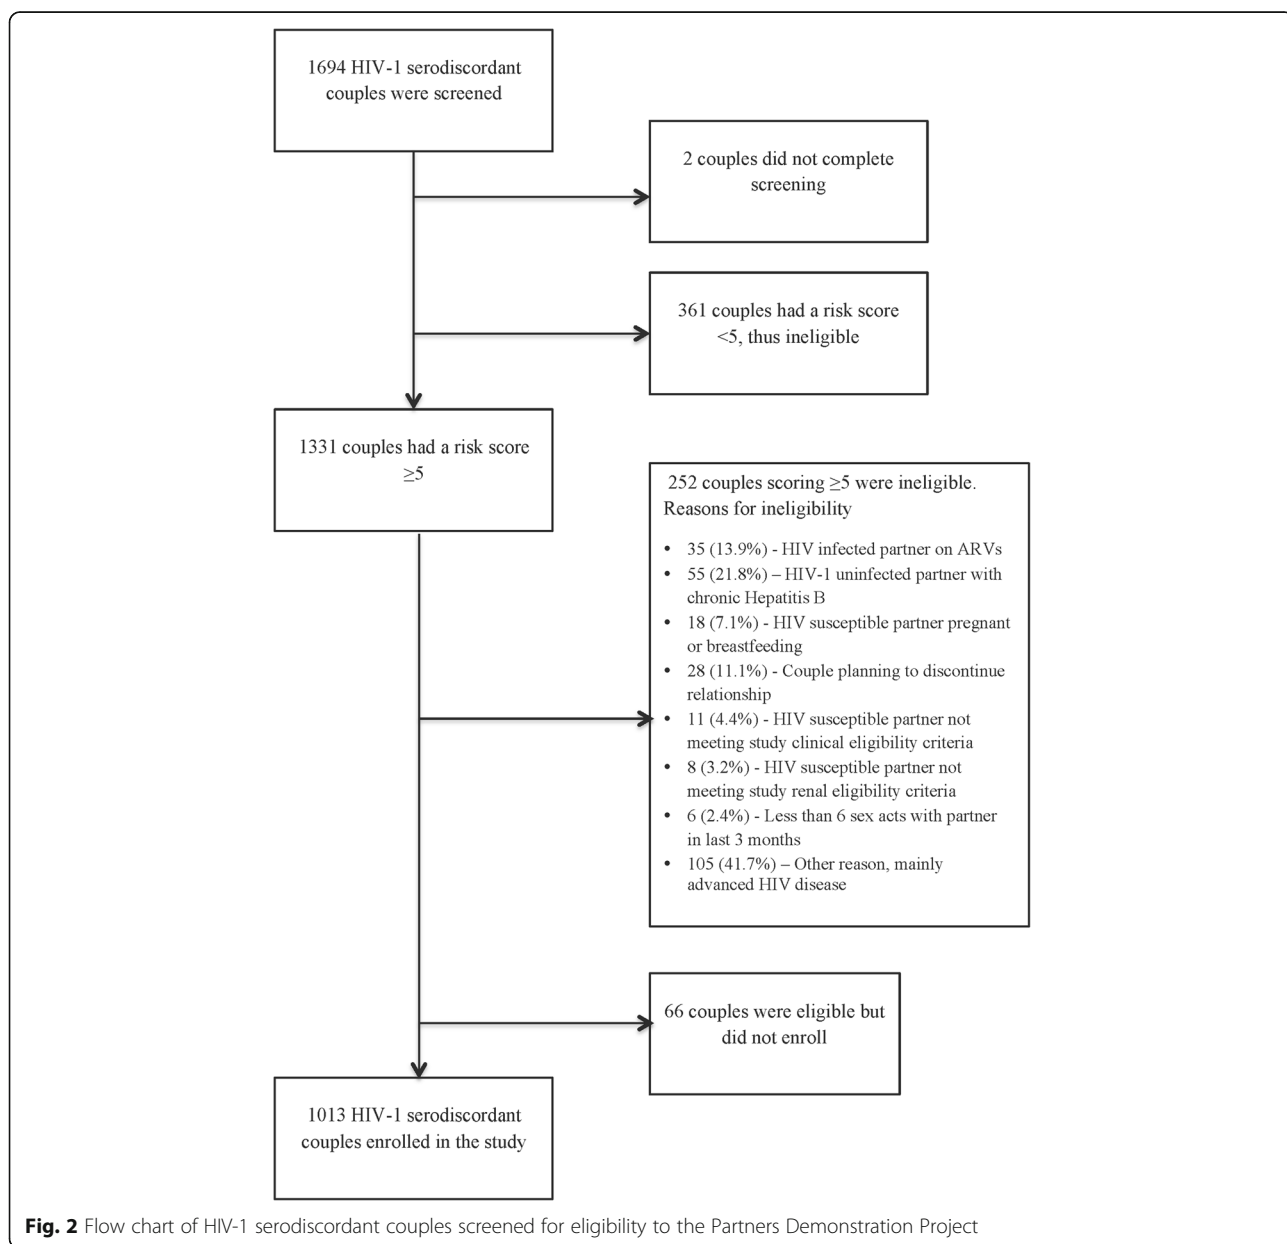 1694 HIV-1 serodiscordant
couples were screened
2 couples did not complete
screening
361 couples had a risk score
<5, thus ineligible
1331 couples had a risk score
≥5
252 couples scoring ≥5 were ineligible.
Reasons for ineligibility
• 35 (13.9%) - HIV infected partner on ARVs
• 55 (21.8%) – HIV-1 uninfected partner with
chronic Hepatitis B
• 18 (7.1%) - HIV susceptible partner pregnant
or breastfeeding
• 28 (11.1%) - Couple planning to discontinue
relationship
• 11 (4.4%) - HIV susceptible partner not
meeting study clinical eligibility criteria
• 8 (3.2%) - HIV susceptible partner not
meeting study renal eligibility criteria
• 6 (2.4%) - Less than 6 sex acts with partner
in last 3 months
• 105 (41.7%) – Other reason, mainly
advanced HIV disease
66 couples were eligible but
did not enroll
1013 HIV-1 serodiscordant
couples enrolled in the study
Fig. 2 Flow chart of HIV-1 serodiscordant couples screened for eligibility to the Partners Demonstration Project